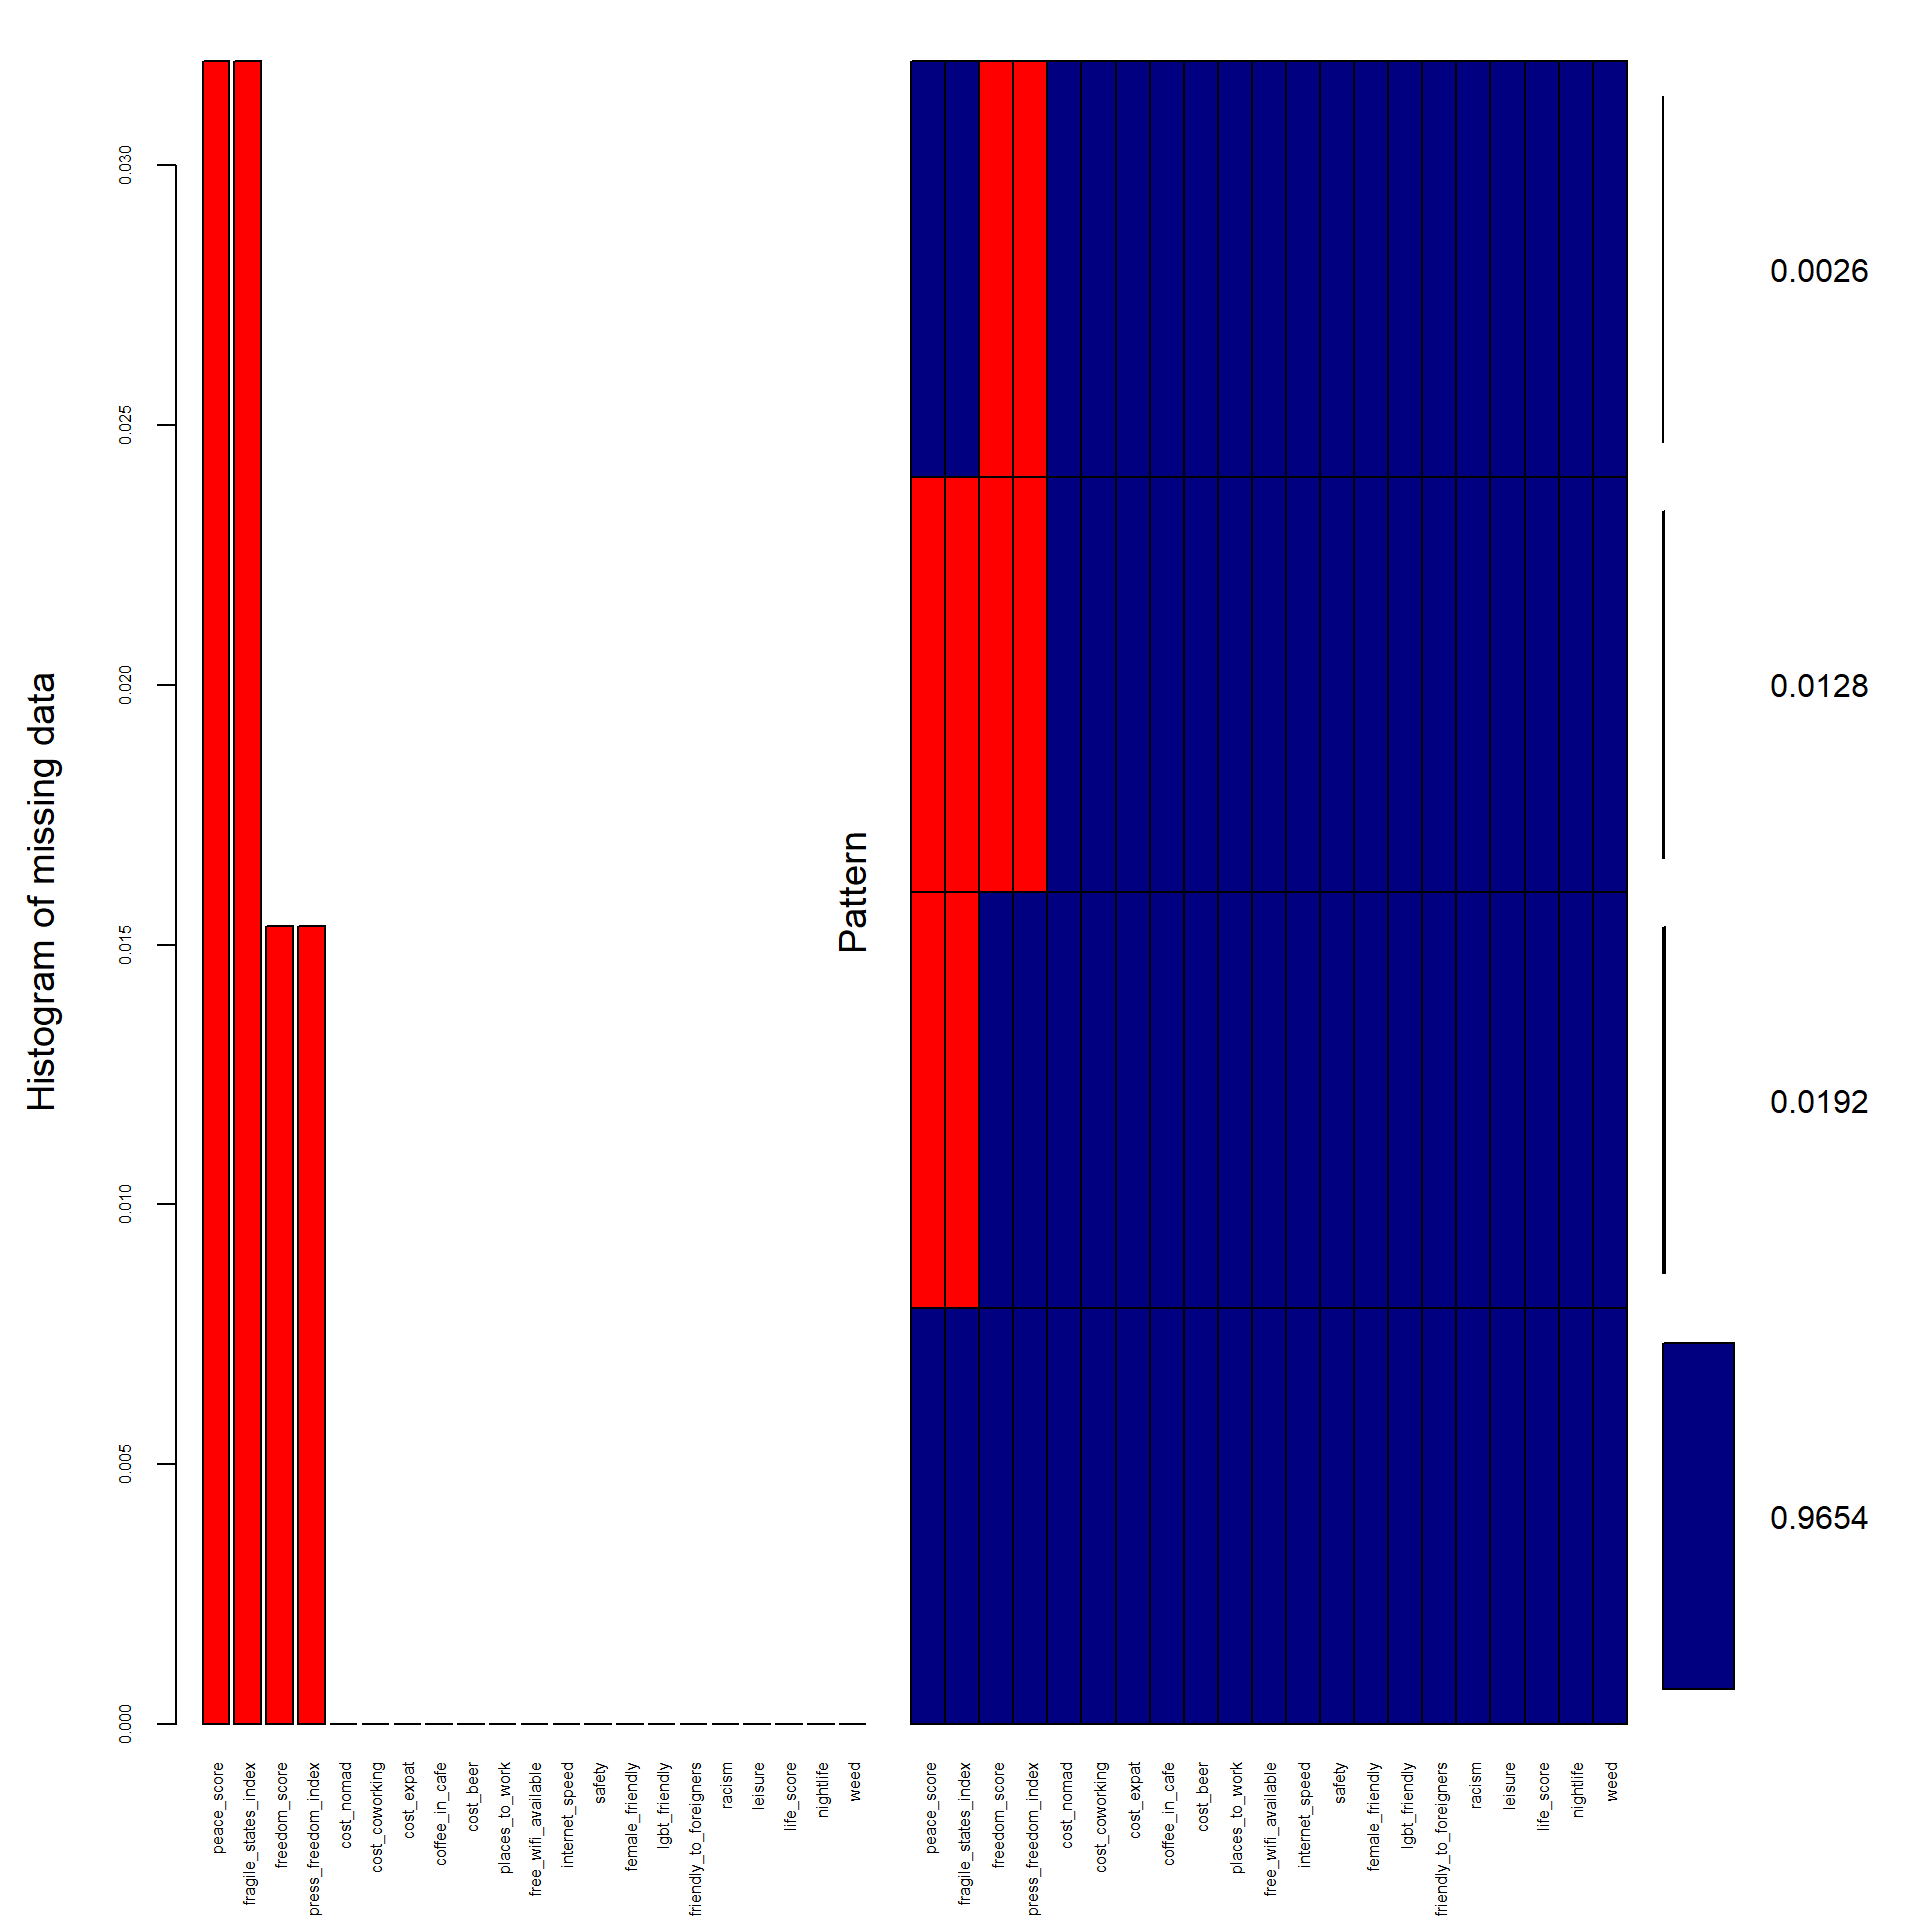 Histogram of missing data
0.030
0.025
0.020
0.015
0.010
0.005
0.000
peace_score
fragile_states_index
freedom_score
press_freedom_index
cost_nomad
cost_coworking
cost_expat
coffee_in_cafe
cost_beer
places_to_work
free_wifi_available
internet_speed
safety
female_friendly
lgbt_friendly
friendly_to_foreigners
racism
leisure
life_score
nightlife
weed
Pattern
0.0026
0.0128
0.0192
0.9654
peace_score
fragile_states_index
freedom_score
press_freedom_index
cost_nomad
cost_coworking
cost_expat
coffee_in_cafe
cost_beer
places_to_work
free_wifi_available
internet_speed
safety
female_friendly
lgbt_friendly
friendly_to_foreigners
racism
leisure
life_score
nightlife
weed